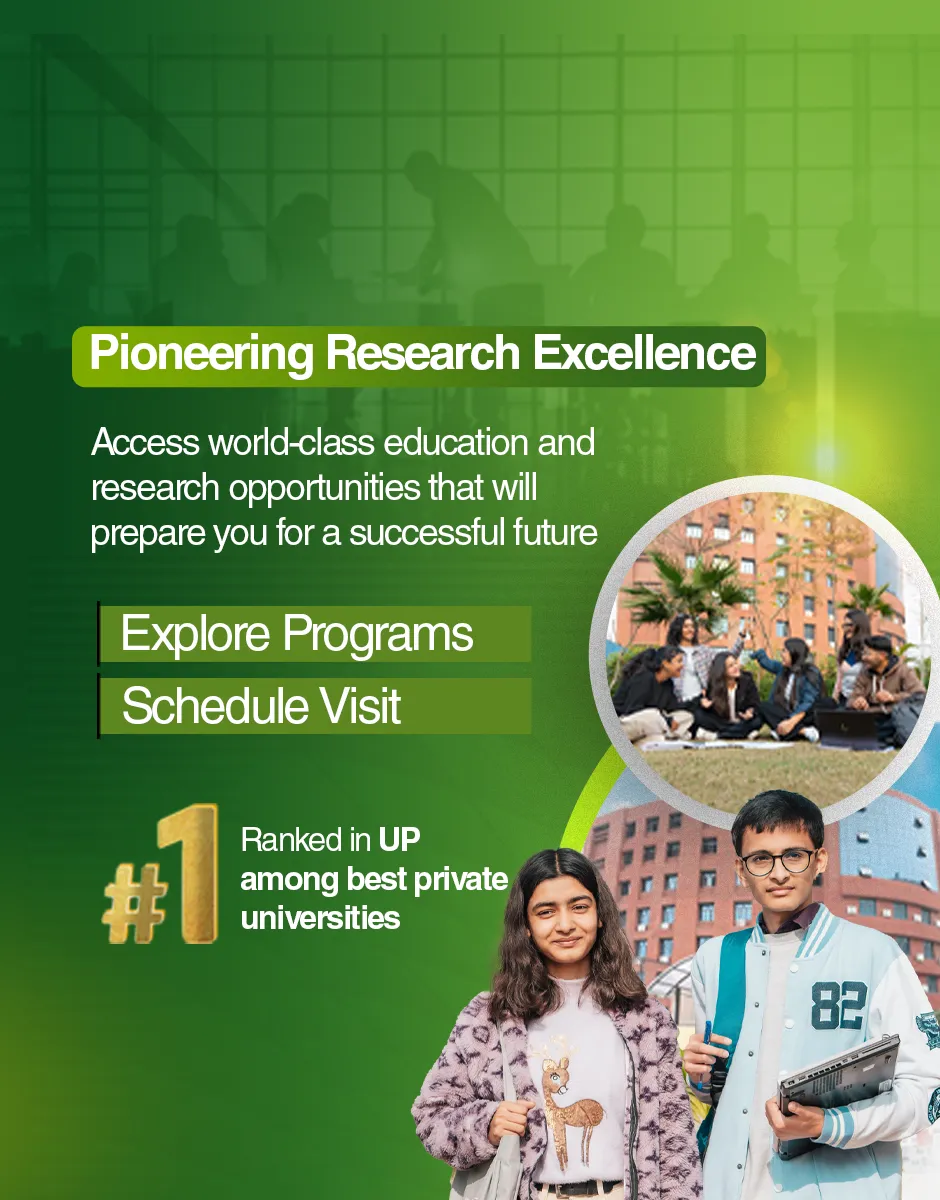 Pioneering Research Excellence
Access world-class education and
research opportunities that will
prepare you for a successful future
Explore Programs
Schedule Visit
#1
Ranked in UP
among best private
universities
82